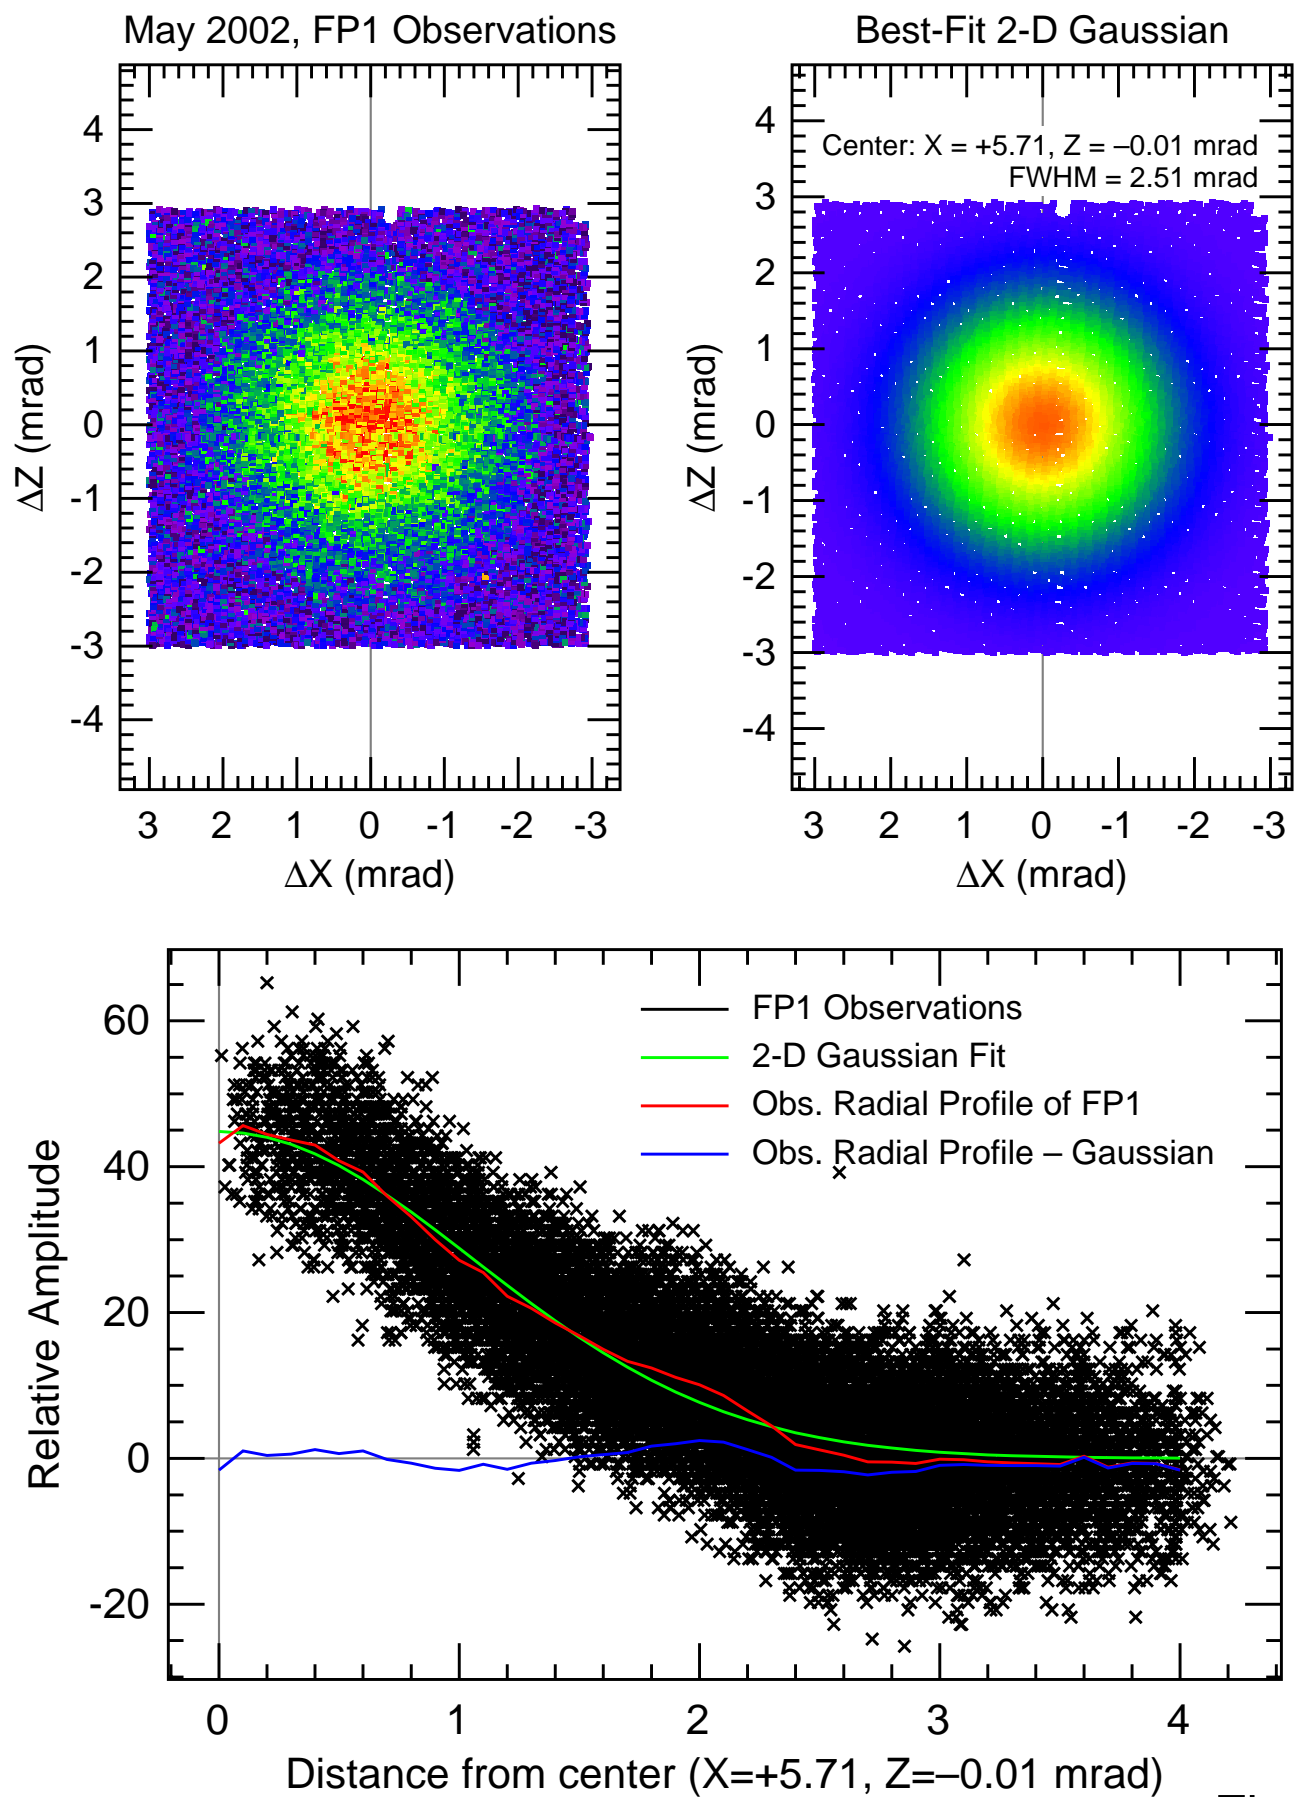 May 2002, FP1 Observations
Best-Fit 2-D Gaussian
Center: X = +5.71, Z = –0.01 mrad
FWHM = 2.51 mrad
4
3
2
1
0
-1
-2
-3
-4
ΔZ (mrad)
3 2 1 0 -1 -2 -3
ΔX (mrad)
4
3
2
1
0
-1
-2
-3
-4
ΔZ (mrad)
3 2 1 0 -1 -2 -3
ΔX (mrad)
FP1 Observations
2-D Gaussian Fit
Obs. Radial Profile of FP1
Obs. Radial Profile – Gaussian
60
40
20
0
-20
Relative Amplitude
0 1 2 3 4
Distance from center (X=+5.71, Z=–0.01 mrad)